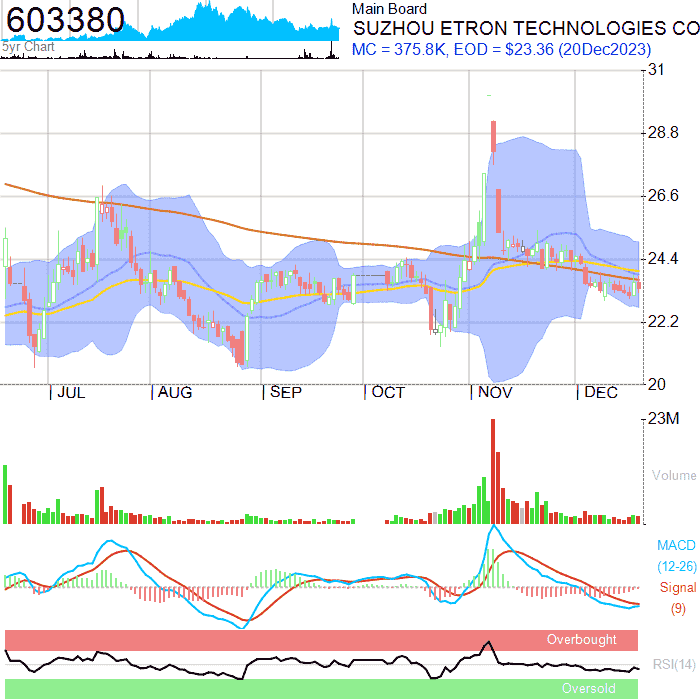 603380
5yr Chart
Main Board
SUZHOU ETRON TECHNOLOGIES CO
MC = 375.8K, EOD = $23.36 (20Dec2023)
31
28.8
26.6
24.4
23.4
22.2
20
JUL
AUG
SEP
OCT
NOV
DEC
23M
Volume
MACD
(12-26)
Signal
(9)
Overbought
RSI(14)
Oversold